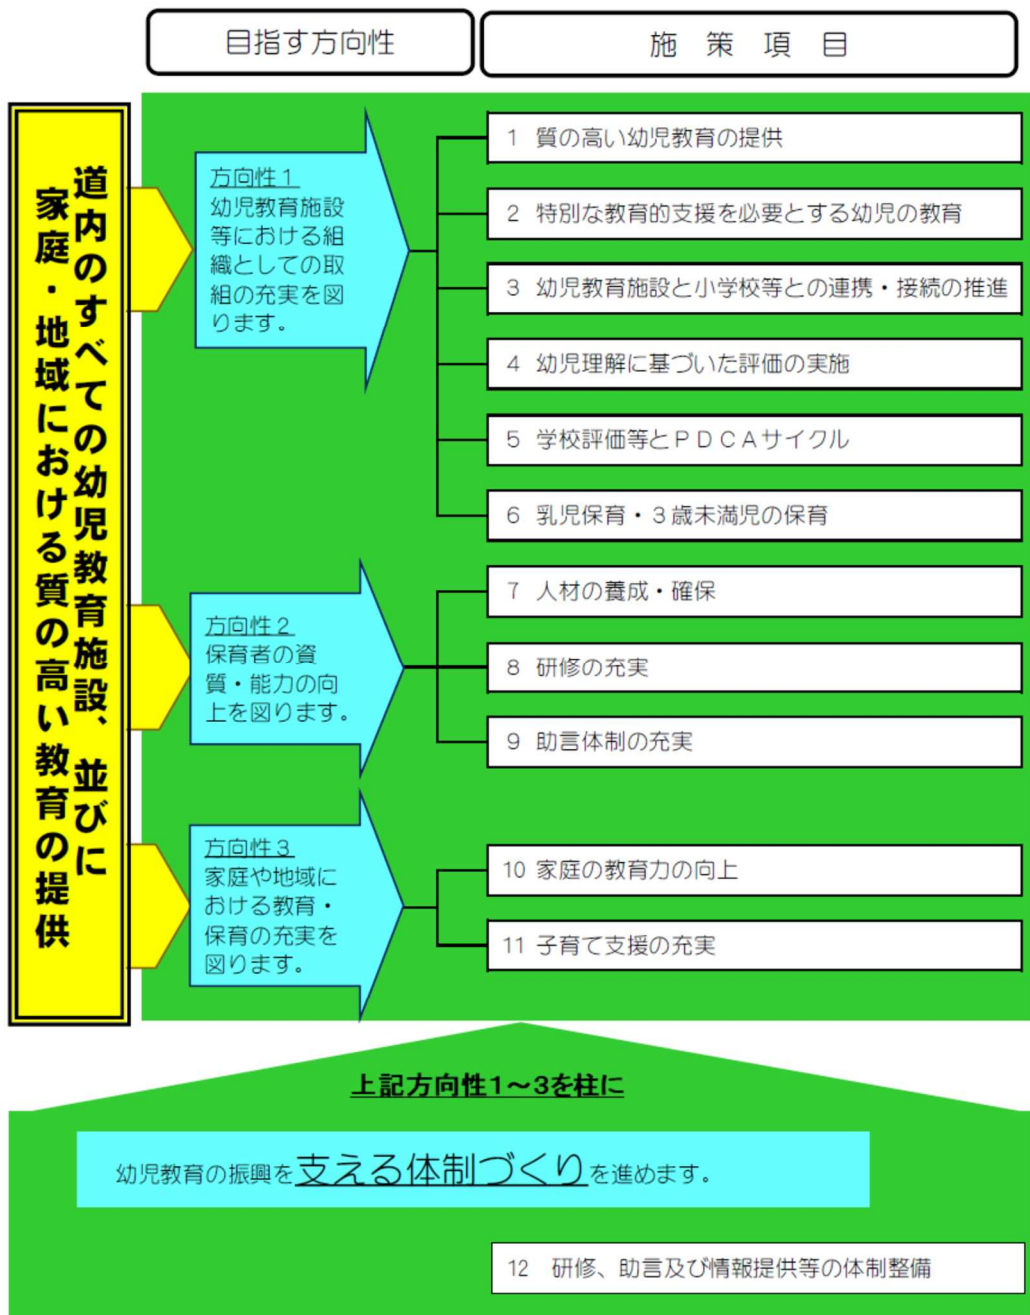 目指す方向性
施策項目
道内のすべての幼児教育施設、並びに
家庭・地域における質の高い教育の提供
方向性1
幼児教育施設
等における組
織としての取
組の充実を図
ります。
1 質の高い幼児教育の提供
2 特別な教育的支援を必要とする幼児の教育
3 幼児教育施設と小学校等との連携・接続の推進
4 幼児理解に基づいた評価の実施
5 学校評価等とPDCAサイクル
6 乳児保育・3歳未満児の保育
方向性2
保育者の資
質・能力の向
上を図ります。
7 人材の養成・確保
8 研修の充実
9 助言体制の充実
方向性3
家庭や地域に
おける教育・
保育の充実を
図ります。
10 家庭の教育力の向上
11 子育て支援の充実
上記方向性1~3を柱に
幼児教育の振興を支える体制づくりを進めます。
12 研修、助言及び情報提供等の体制整備